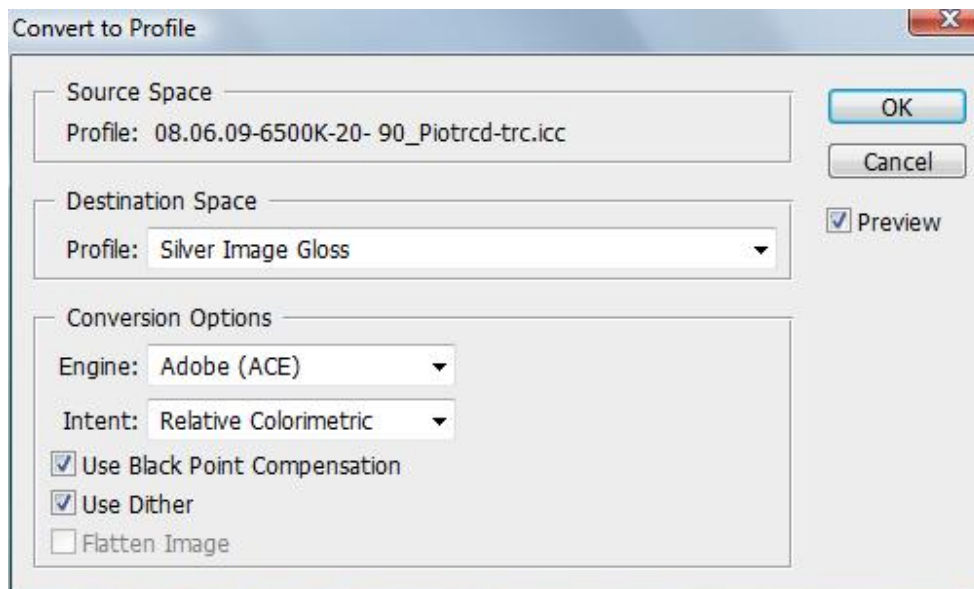 Convert to Profile
Source Space
Profile: 08.06.09-6500K-20- 90_Piotrcd-trc.icc
OK
Cancel
Preview
Destination Space
Profile: Silver Image Gloss
Conversion Options
Engine: Adobe (ACE)
Intent: Relative Colorimetric
Use Black Point Compensation
Use Dither
Flatten Image